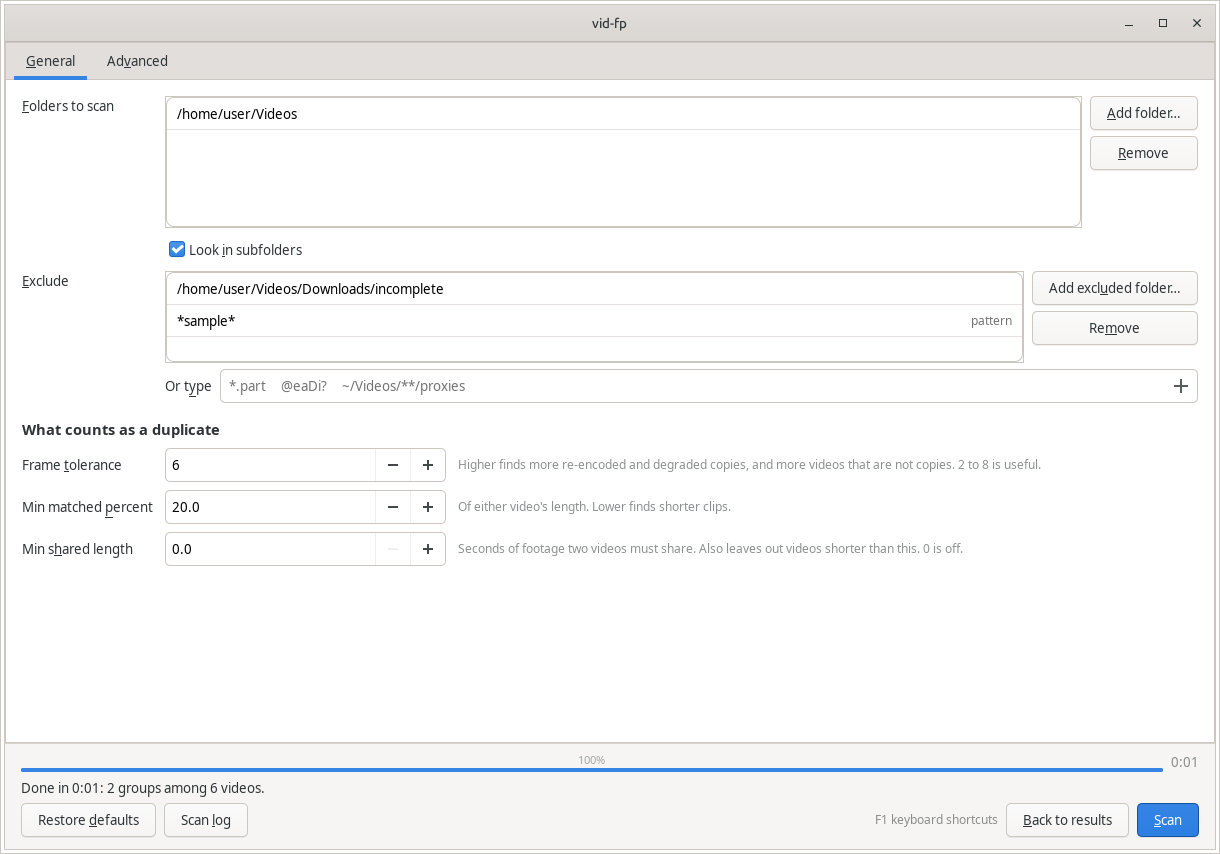 vid-fp
General Advanced
Folders to scan
/home/user/Videos
Add folder...
Remove
Look in subfolders
Exclude
/home/user/Videos/Downloads/incomplete
Add excluded folder...
*sample* pattern
Remove
Or type *.part @eaDi? ~/Videos/**/proxies
What counts as a duplicate
Frame tolerance 6 Higher finds more re-encoded and degraded copies, and more videos that are not copies. 2 to 8 is useful.
Min matched percent 20.0 Of either video's length. Lower finds shorter clips.
Min shared length 0.0 Seconds of footage two videos must share. Also leaves out videos shorter than this. 0 is off.
100%
0:01
Done in 0:01: 2 groups among 6 videos.
Restore defaults Scan log F1 keyboard shortcuts Back to results Scan